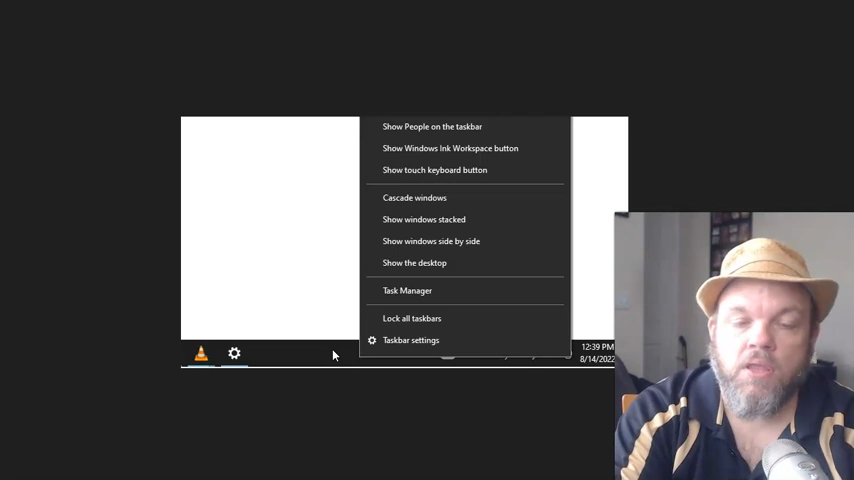 Show People on the taskbar
Show Windows Ink Workspace button
Show touch keyboard button
Cascade windows
Show windows stacked
Show windows side by side
Show the desktop
Task Manager
Lock all taskbars
Taskbar settings
12:39 PM
8/14/2022